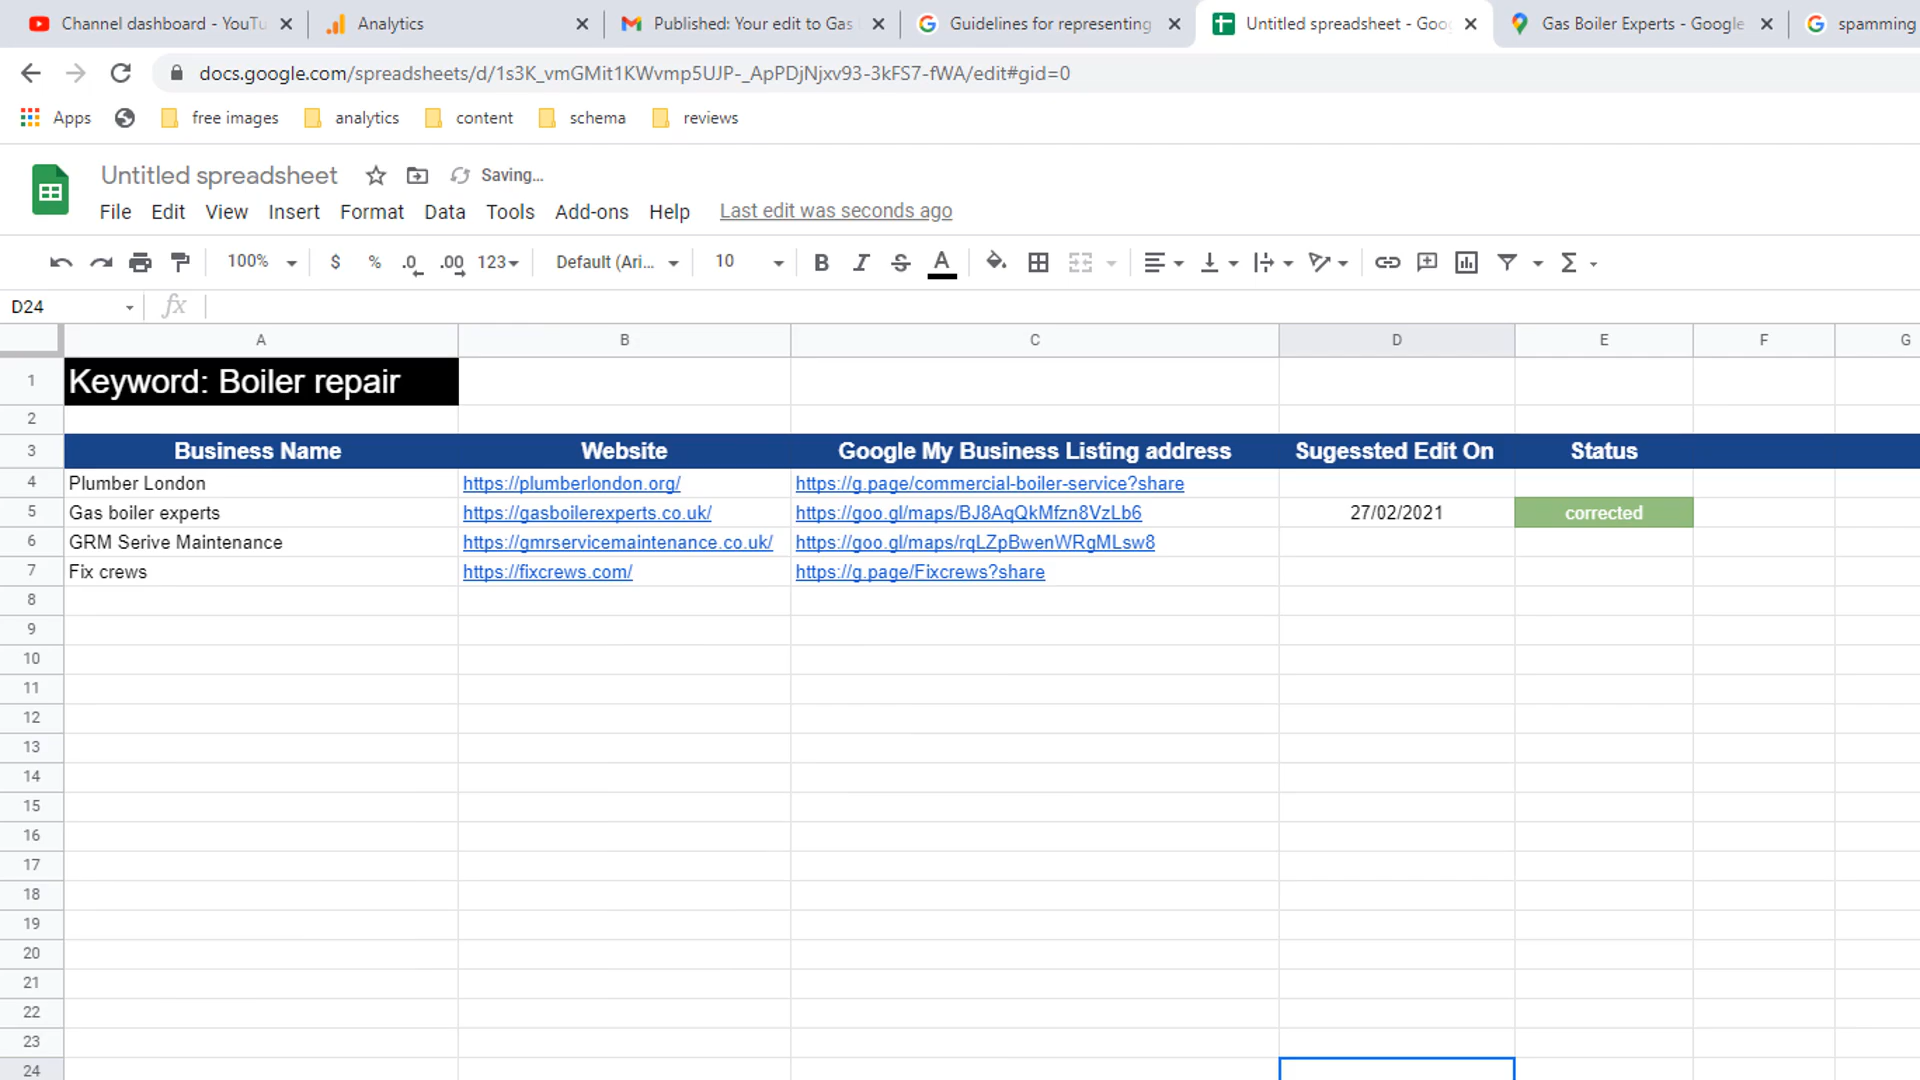 Channel dashboard - YouTu
Analytics
Published: Your edit to Gas
Guidelines for representing
Untitled spreadsheet - Goo
Gas Boiler Experts - Google
spamming
docs.google.com/spreadsheets/d/1s3K_vmGMit1KWvmp5UJP-_ApPDjNjxv93-3kFS7-fWA/edit#gid=0
Apps free images analytics content schema reviews
Untitled spreadsheet Saving...
File Edit View Insert Format Data Tools Add-ons Help Last edit was seconds ago
100% $ % .0 .00 123 Default (Ari... 10 B I S A Σ
D24 fx
A B C D E F G
1 Keyword: Boiler repair
2
3 Business Name Website Google My Business Listing address Sugessted Edit On Status
4 Plumber London https://plumberlondon.org/ https://g.page/commercial-boiler-service?share
5 Gas boiler experts https://gasboilerexperts.co.uk/ https://goo.gl/maps/BJ8AqQkMfzn8VzLb6 27/02/2021 corrected
6 GRM Serive Maintenance https://gmrservicemaintenance.co.uk/ https://goo.gl/maps/rqLZpBwenWRgMLsw8
7 Fix crews https://fixcrews.com/ https://g.page/Fixcrews?share
8
9
10
11
12
13
14
15
16
17
18
19
20
21
22
23
24